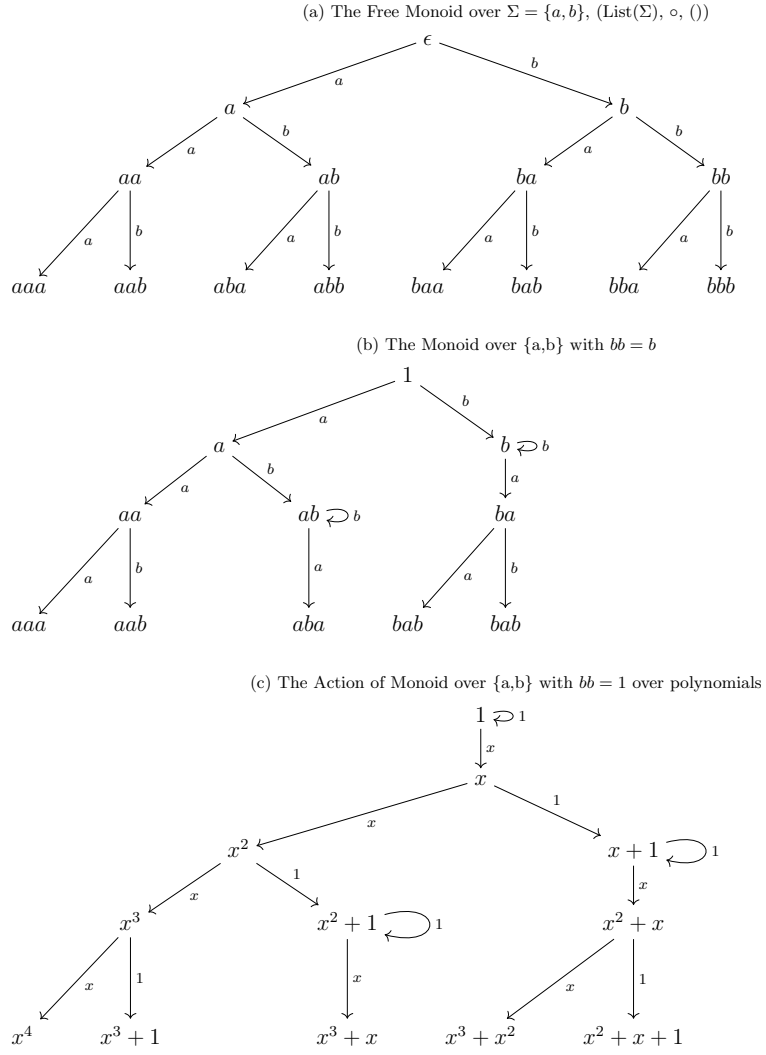 (a) The Free Monoid over Σ = {a, b}, (List(Σ), ∘, ())
ϵ
a b
a b
a b a b
aa ab ba bb
a b a b a b a b
aaa aab aba abb baa bab bba bbb
(b) The Monoid over {a,b} with bb = b
1
a b
a b b
a b a
aa ab b ba
a b a a b
aaa aab aba bab bab
(c) The Action of Monoid over {a,b} with bb = 1 over polynomials
1 1
x
x
x 1
x² x + 1 1
x 1 x
x³ x² + 1 1 x² + x
x 1 x x 1
x⁴ x³ + 1 x³ + x x³ + x² x² + x + 1